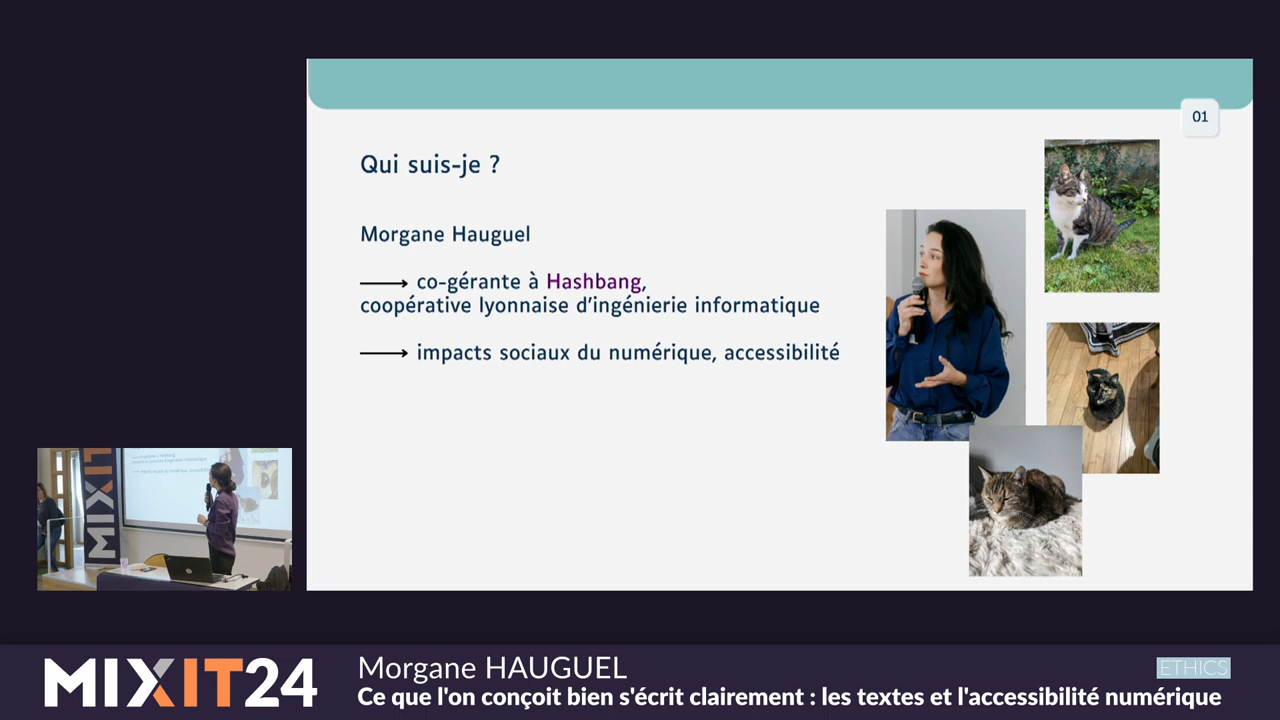 01
Qui suis-je ?
Morgane Hauguel
co-gérante à Hashbang,
coopérative lyonnaise d'ingénierie informatique
impacts sociaux du numérique, accessibilité
MIXIT
MIXIT24
Morgane HAUGUEL
ETHICS
Ce que l'on conçoit bien s'écrit clairement : les textes et l'accessibilité numérique